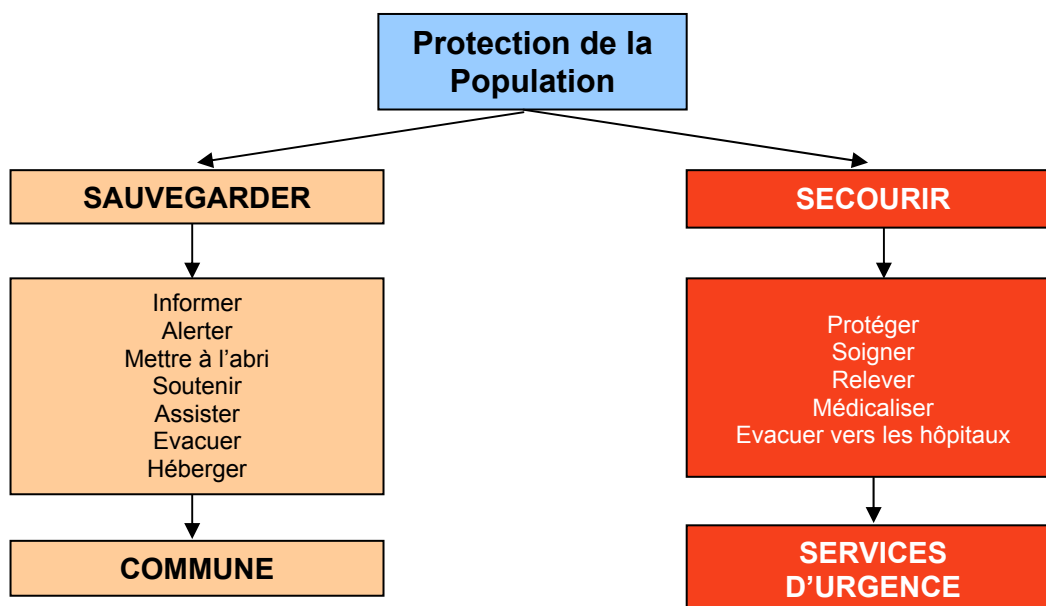 Protection de la
Population
SAUVEGARDER
SECOURIR
Informer
Alerter
Mettre à l’abri
Soutenir
Assister
Evacuer
Héberger
Protéger
Soigner
Relever
Médicaliser
Evacuer vers les hôpitaux
COMMUNE
SERVICES
D’URGENCE